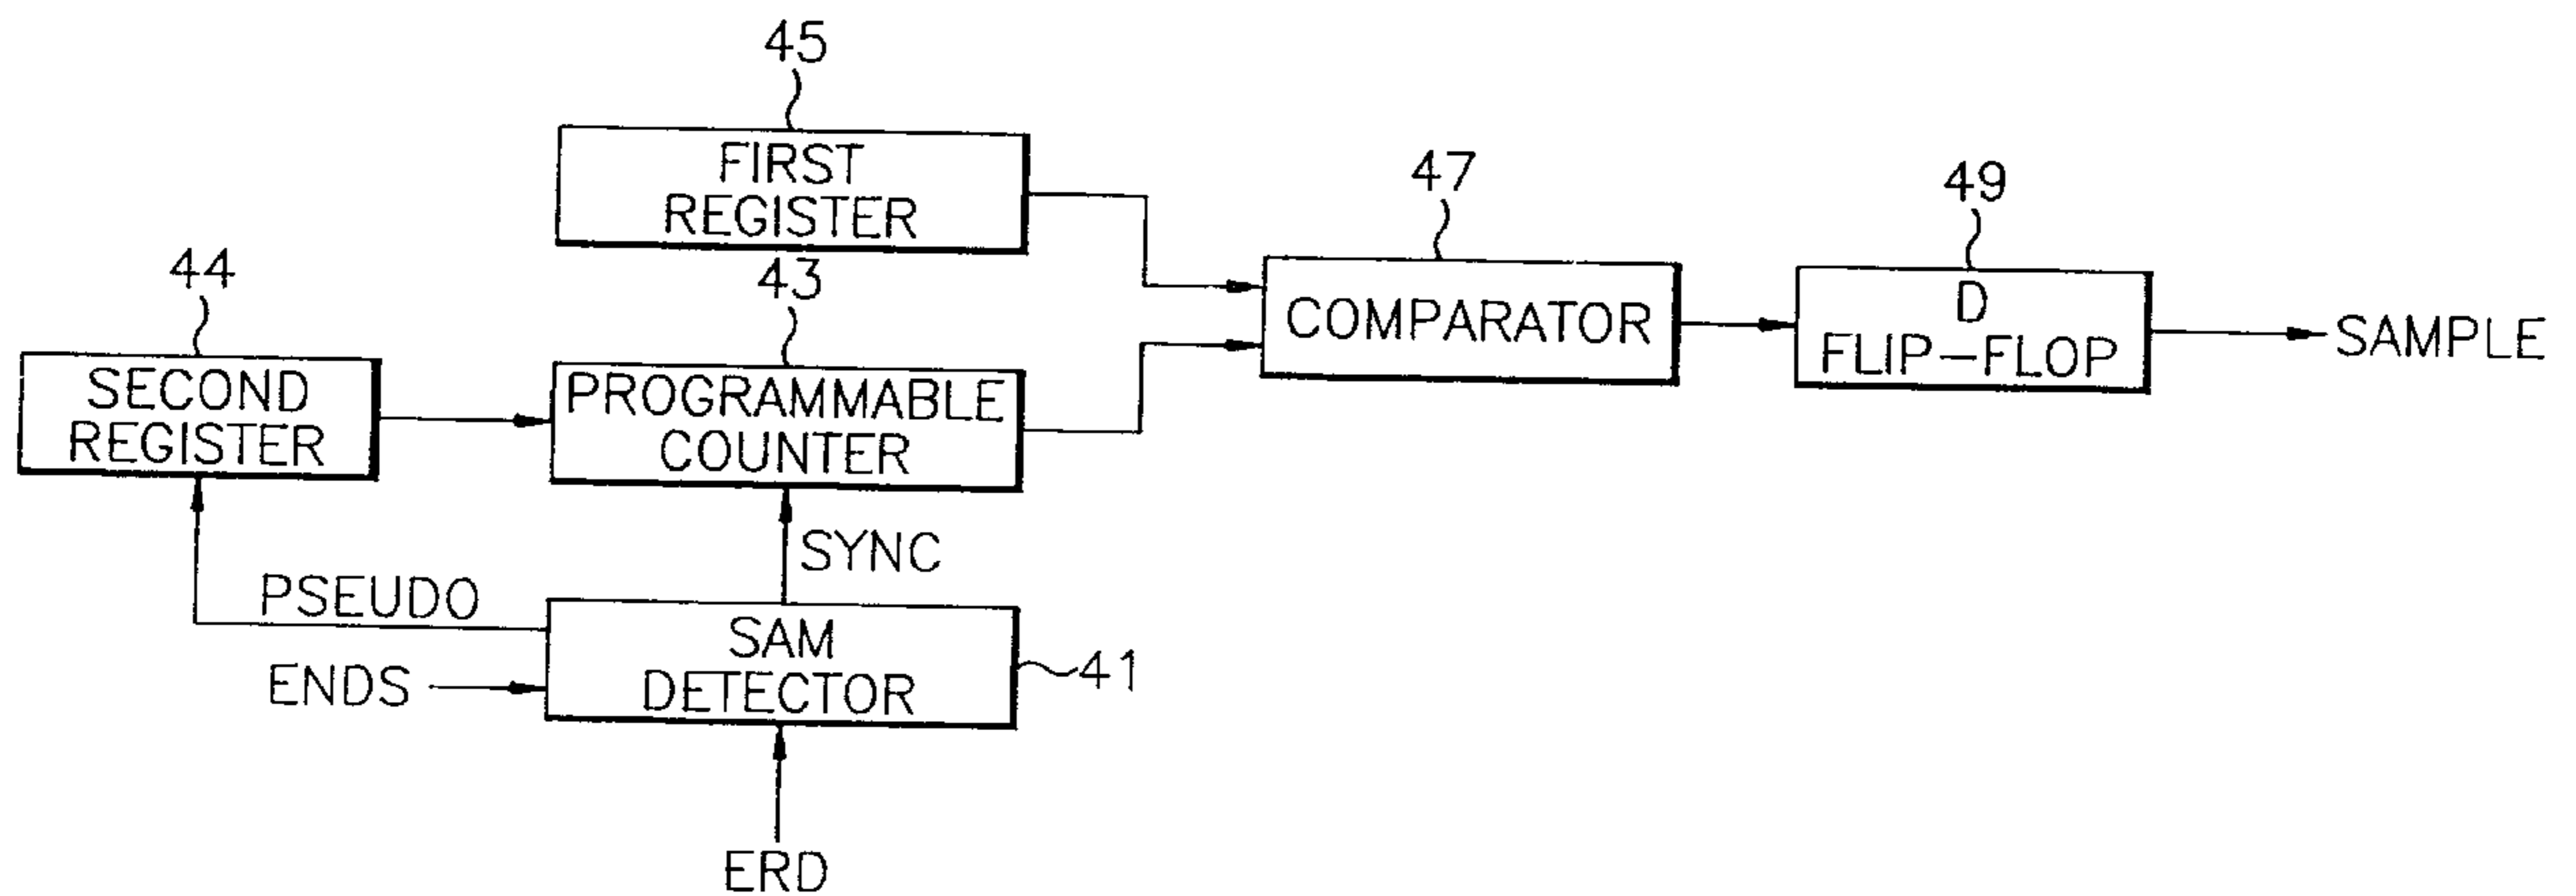 45
FIRST
REGISTER
44
43
47
49
SECOND
REGISTER
PROGRAMMABLE
COUNTER
COMPARATOR
D
FLIP-FLOP
SAMPLE
SYNC
PSEUDO
SAM
DETECTOR
41
ENDS
ERD